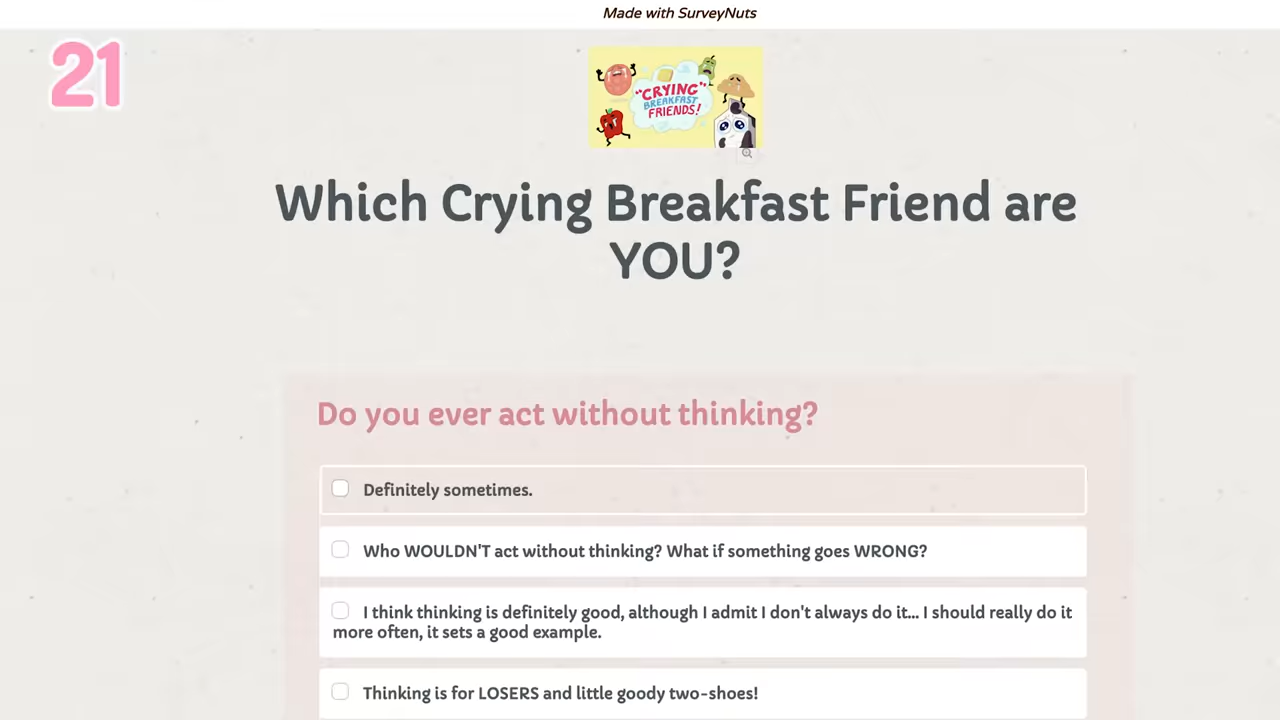 Made with SurveyNuts
21
"CRYING"
BREAKFAST
FRIENDS!
Which Crying Breakfast Friend are
YOU?
Do you ever act without thinking?
Definitely sometimes.
Who WOULDN'T act without thinking? What if something goes WRONG?
I think thinking is definitely good, although I admit I don't always do it... I should really do it
more often, it sets a good example.
Thinking is for LOSERS and little goody two-shoes!